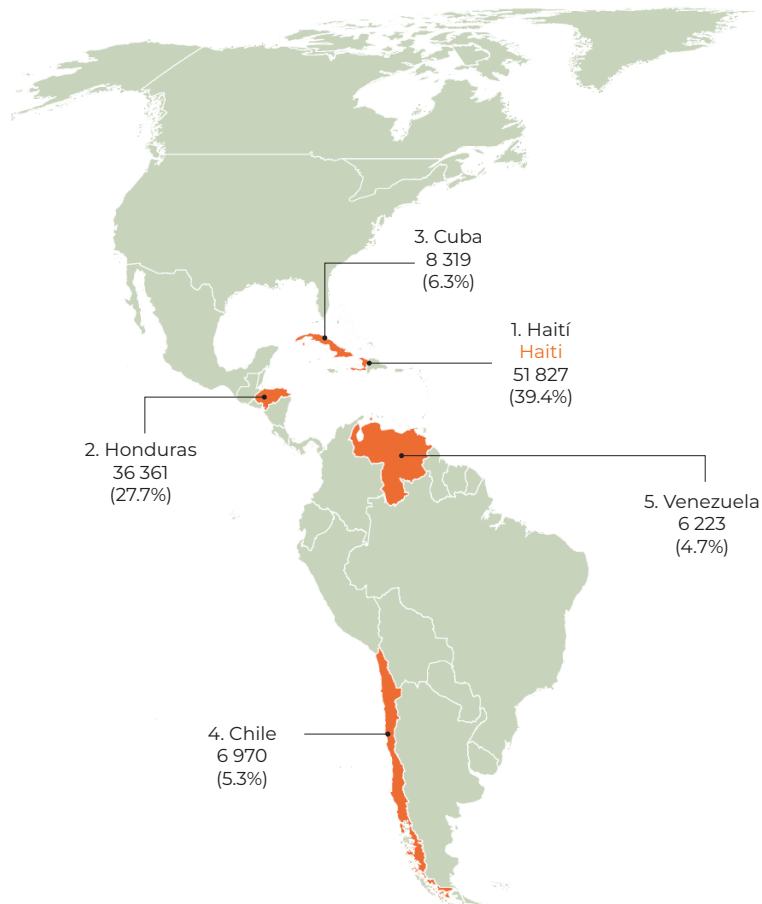 3. Cuba
8 319
(6.3%)
1. Haití
Haiti
51 827
(39.4%)
2. Honduras
36 361
(27.7%)
5. Venezuela
6 223
(4.7%)
4. Chile
6 970
(5.3%)